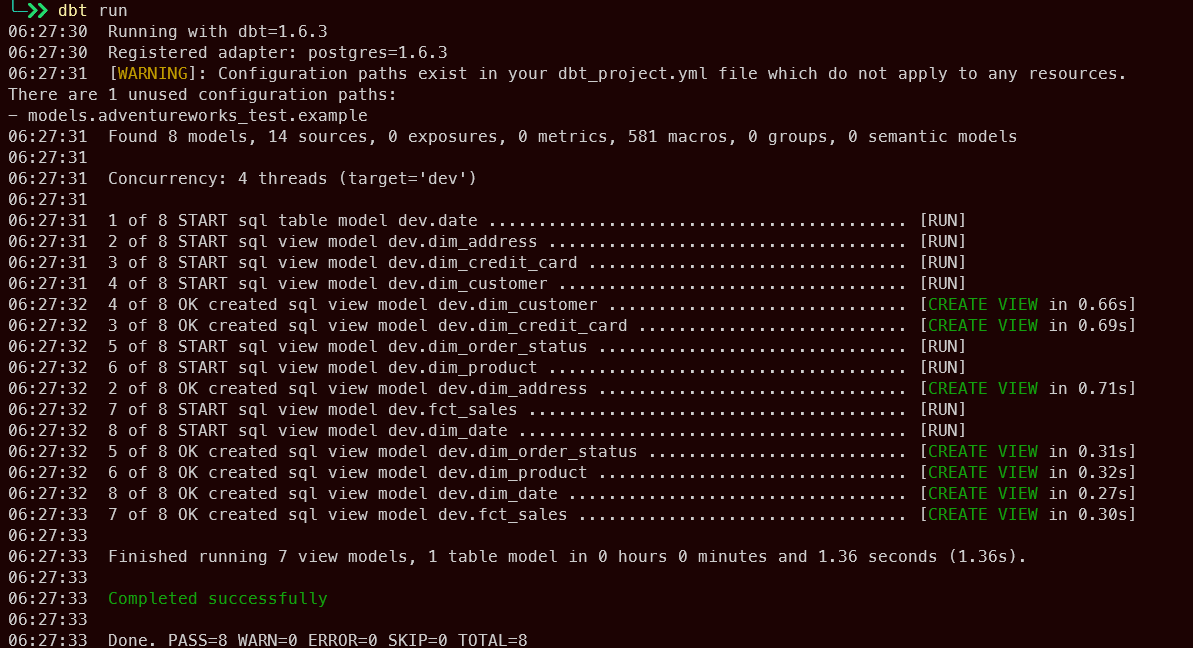 ╰─❯❯ dbt run
06:27:30  Running with dbt=1.6.3
06:27:30  Registered adapter: postgres=1.6.3
06:27:31  [WARNING]: Configuration paths exist in your dbt_project.yml file which do not apply to any resources.
There are 1 unused configuration paths:
- models.adventureworks_test.example
06:27:31  Found 8 models, 14 sources, 0 exposures, 0 metrics, 581 macros, 0 groups, 0 semantic models
06:27:31
06:27:31  Concurrency: 4 threads (target='dev')
06:27:31
06:27:31  1 of 8 START sql table model dev.date .......................................... [RUN]
06:27:31  2 of 8 START sql view model dev.dim_address .................................... [RUN]
06:27:31  3 of 8 START sql view model dev.dim_credit_card ................................ [RUN]
06:27:31  4 of 8 START sql view model dev.dim_customer ................................... [RUN]
06:27:32  4 of 8 OK created sql view model dev.dim_customer .............................. [CREATE VIEW in 0.66s]
06:27:32  3 of 8 OK created sql view model dev.dim_credit_card ........................... [CREATE VIEW in 0.69s]
06:27:32  5 of 8 START sql view model dev.dim_order_status ............................... [RUN]
06:27:32  6 of 8 START sql view model dev.dim_product .................................... [RUN]
06:27:32  2 of 8 OK created sql view model dev.dim_address ............................... [CREATE VIEW in 0.71s]
06:27:32  7 of 8 START sql view model dev.fct_sales ...................................... [RUN]
06:27:32  8 of 8 START sql view model dev.dim_date ....................................... [RUN]
06:27:32  5 of 8 OK created sql view model dev.dim_order_status .......................... [CREATE VIEW in 0.31s]
06:27:32  6 of 8 OK created sql view model dev.dim_product ............................... [CREATE VIEW in 0.32s]
06:27:32  8 of 8 OK created sql view model dev.dim_date .................................. [CREATE VIEW in 0.27s]
06:27:33  7 of 8 OK created sql view model dev.fct_sales ................................. [CREATE VIEW in 0.30s]
06:27:33
06:27:33  Finished running 7 view models, 1 table model in 0 hours 0 minutes and 1.36 seconds (1.36s).
06:27:33
06:27:33  Completed successfully
06:27:33
06:27:33  Done. PASS=8 WARN=0 ERROR=0 SKIP=0 TOTAL=8